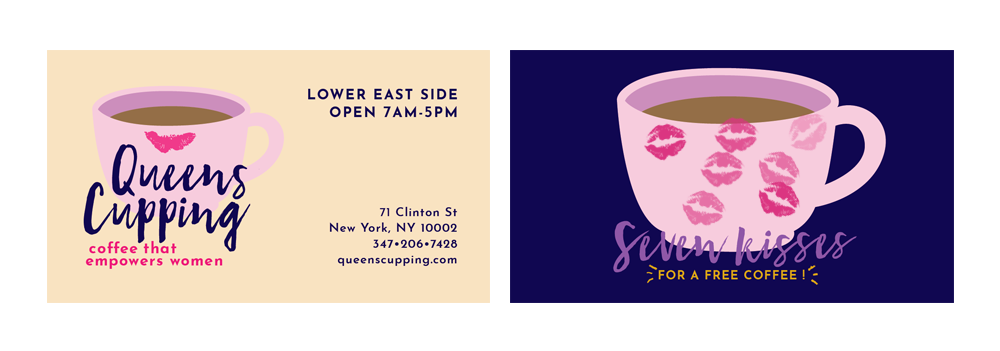 LOWER EAST SIDE
OPEN 7AM-5PM
Queens
Cupping
coffee that
empowers women
71 Clinton St
New York, NY 10002
347•206•7428
queenscupping.com
Seven kisses
FOR A FREE COFFEE !